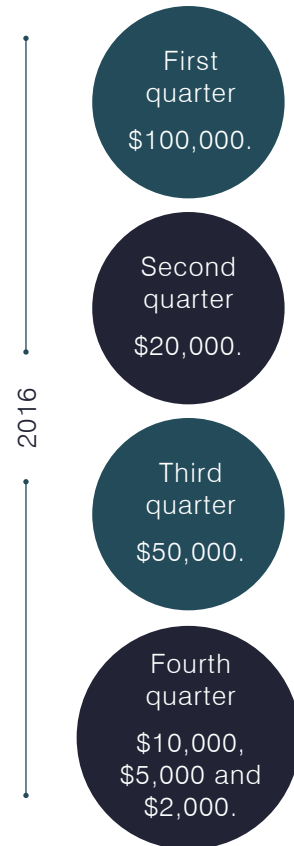 First
quarter
$100,000.
Second
quarter
$20,000.
2016
Third
quarter
$50,000.
Fourth
quarter
$10,000,
$5,000 and
$2,000.